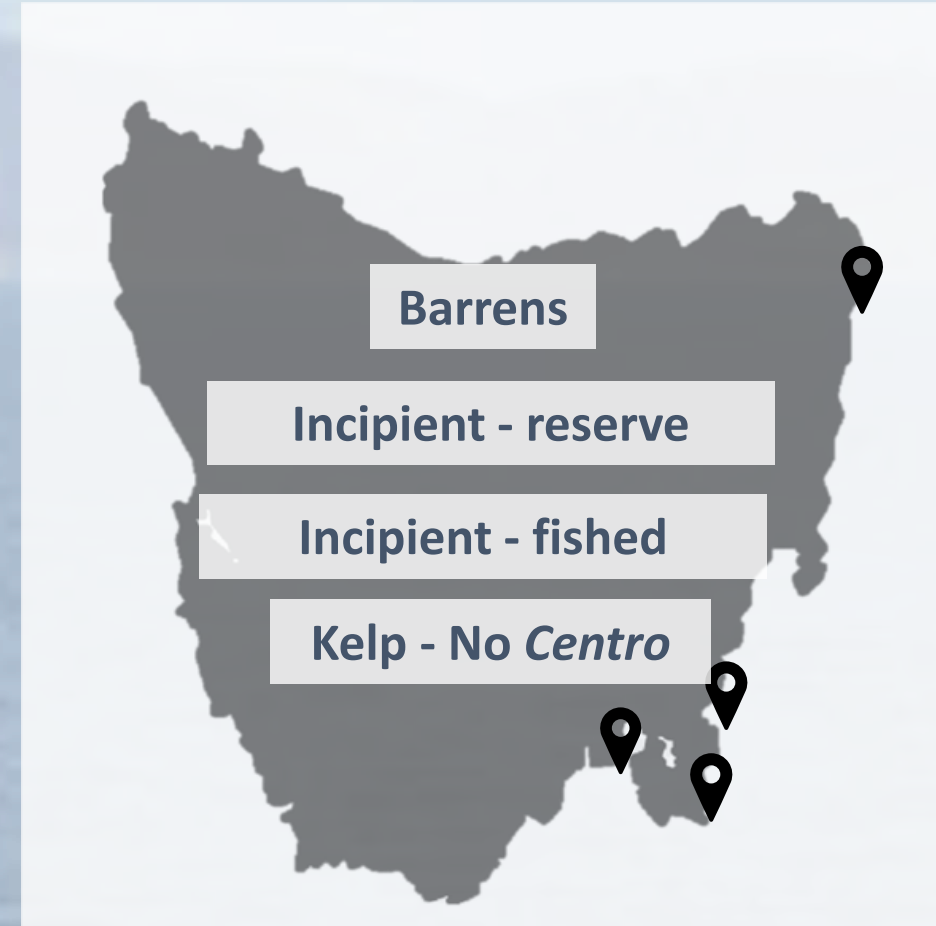 Barrens
Incipient - reserve
Incipient - fished
Kelp - No Centro